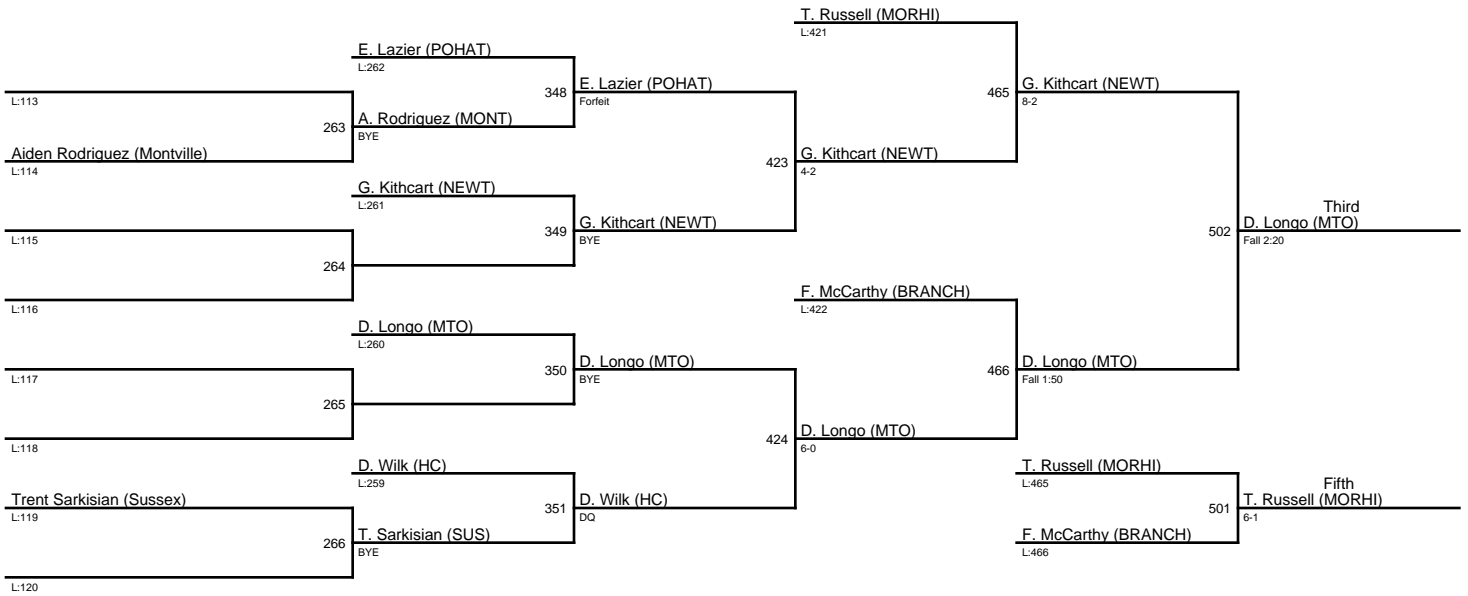 T. Russell (MORHI)
L:421
E. Lazier (POHAT)
L:262
348
E. Lazier (POHAT)
Forfeit
465
G. Kithcart (NEWT)
8-2
L:113
263
A. Rodriguez (MONT)
BYE
Aiden Rodriguez (Montville)
L:114
423
G. Kithcart (NEWT)
4-2
G. Kithcart (NEWT)
L:261
349
G. Kithcart (NEWT)
BYE
L:115
264
L:116
502
Third
D. Longo (MTO)
Fall 2:20
F. McCarthy (BRANCH)
L:422
D. Longo (MTO)
L:260
350
D. Longo (MTO)
BYE
466
D. Longo (MTO)
Fall 1:50
L:117
265
L:118
424
D. Longo (MTO)
6-0
D. Wilk (HC)
L:259
351
D. Wilk (HC)
DQ
Trent Sarkisian (Sussex)
L:119
266
T. Sarkisian (SUS)
BYE
L:120
T. Russell (MORHI)
L:465
501
Fifth
T. Russell (MORHI)
6-1
F. McCarthy (BRANCH)
L:466